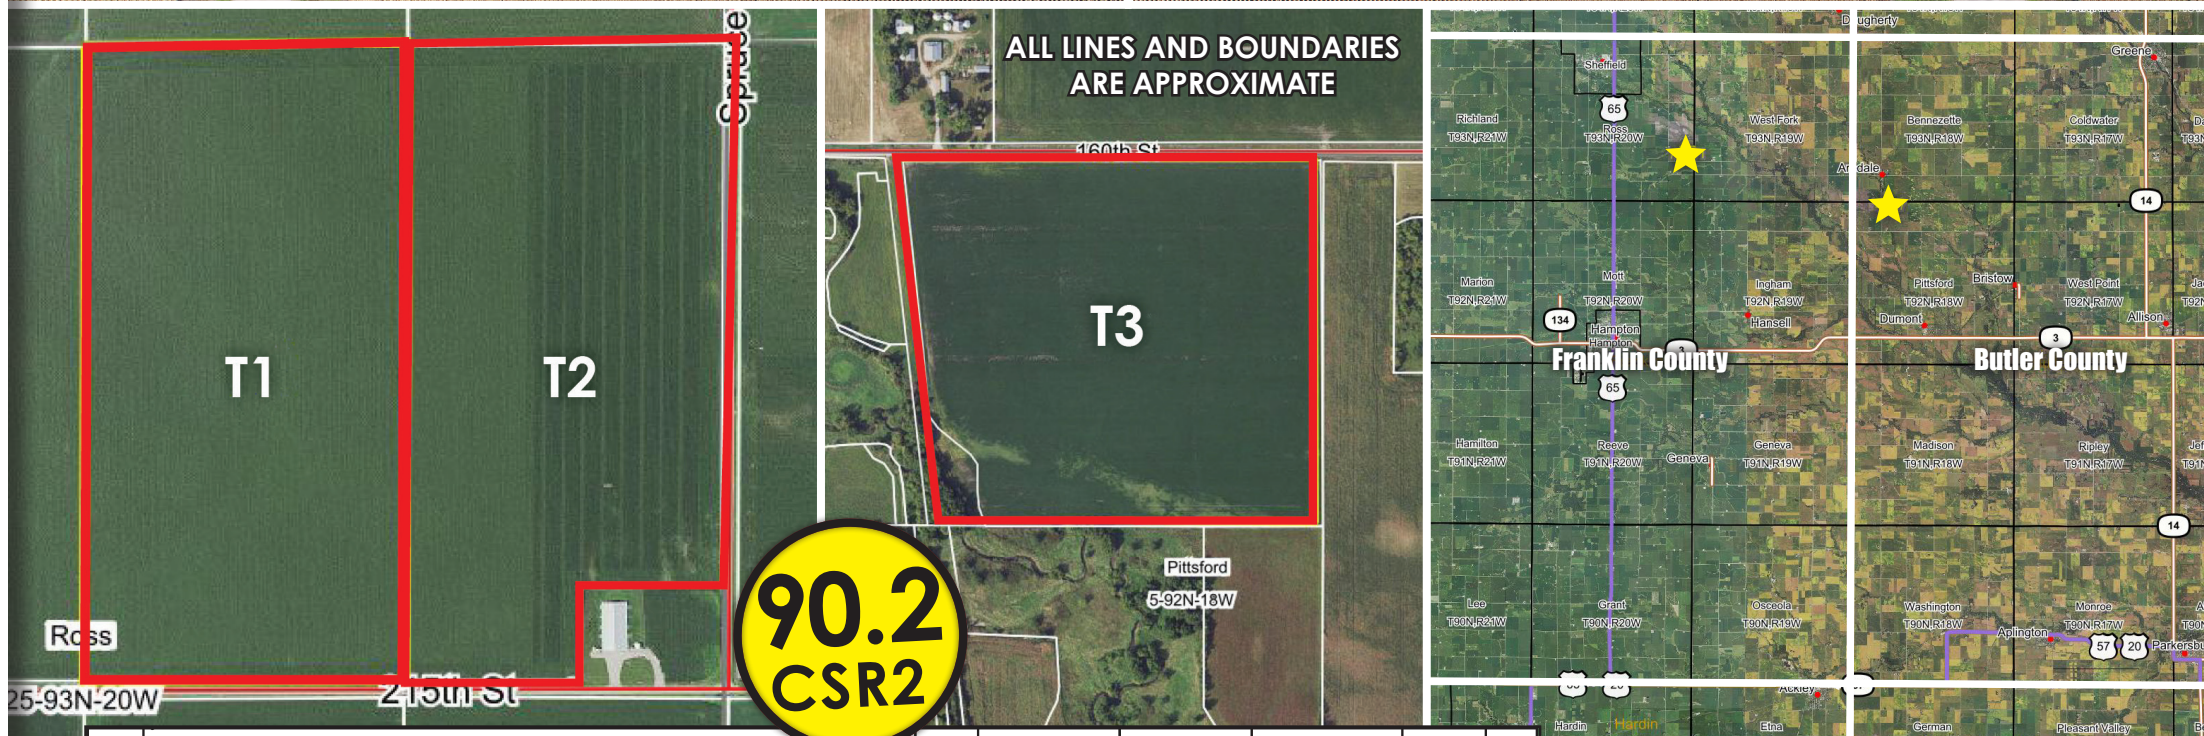 Spruce
T1
T2
Ross
25-93N-20W
215th St
ALL LINES AND BOUNDARIES
ARE APPROXIMATE
160th St
T3
Pittsford
5-92N-18W
90.2
CSR2
Greene
Sheffield
65
Richland
T93N,R21W
Ross
T93N,R20W
West Fork
T93N,R19W
Bennezette
T93N,R18W
Coldwater
T93N,R17W
14
Marion
T92N,R21W
Mott
T92N,R20W
Ingham
T92N,R19W
Pittsford
T92N,R18W
Bristow
West Point
T92N,R17W
134
Hampton
Hampton
Hansell
Dumont
Allison
3
3
Franklin County
Butler County
65
Hamilton
T91N,R21W
Reeve
T91N,R20W
Geneva
Geneva
T91N,R19W
Madison
T91N,R18W
Ripley
T91N,R17W
14
Lee
T90N,R21W
Grant
T90N,R20W
Osceola
T90N,R19W
Washington
T90N,R18W
Monroe
T90N,R17W
Aplington
57
20
Ackley
Hardin
Hardin
Etna
German
Pleasant Valley